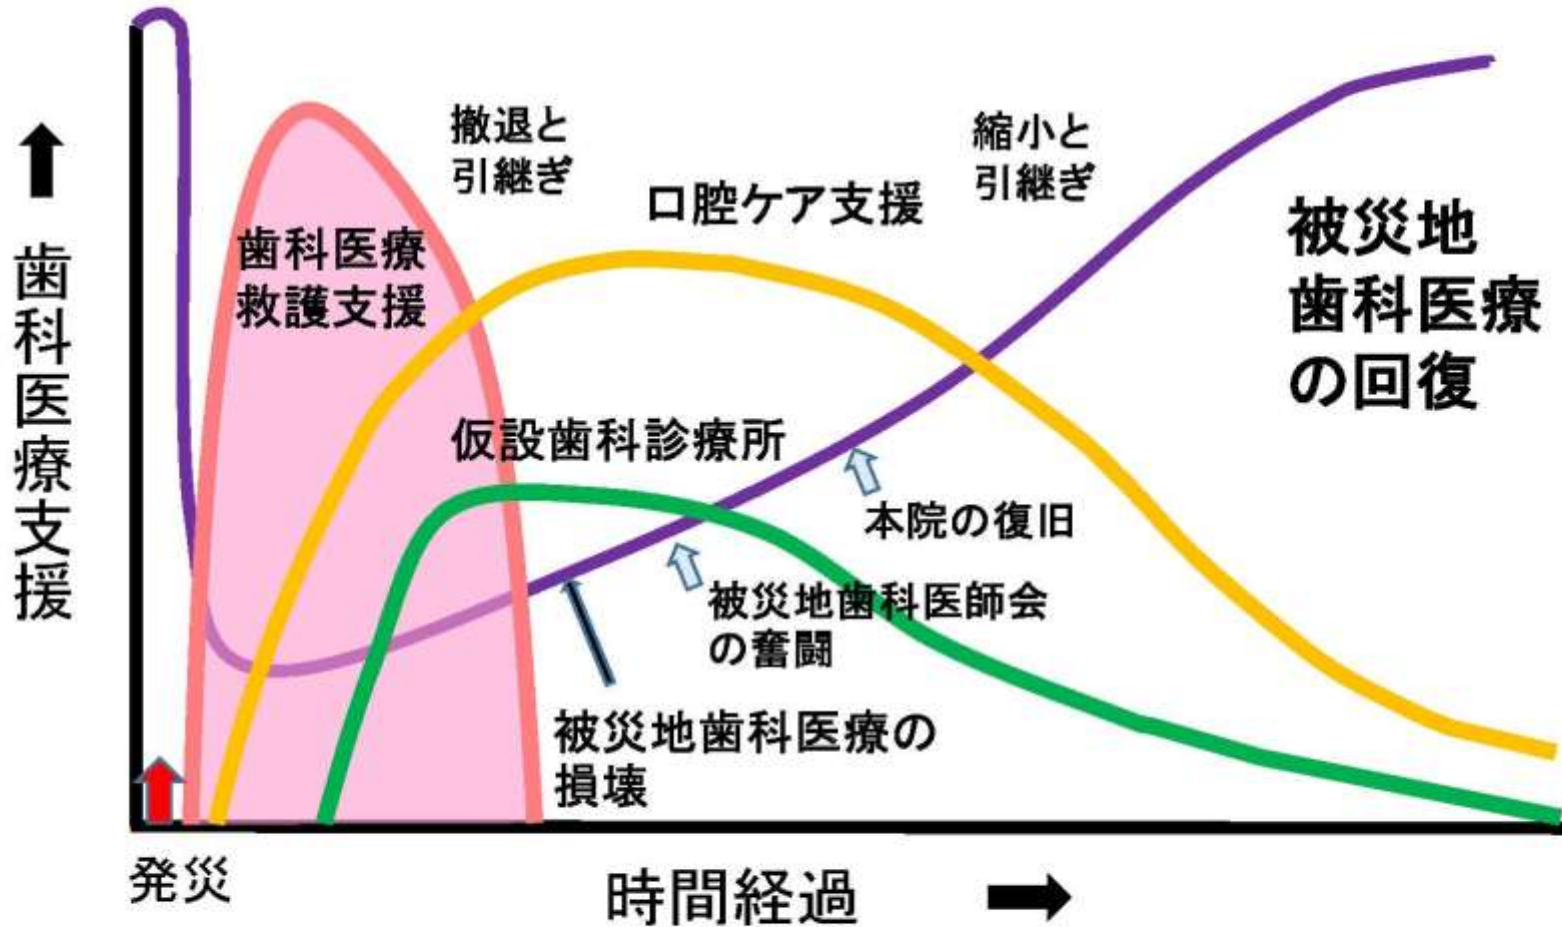 歯科医療支援
撤退と
引継ぎ
縮小と
引継ぎ
口腔ケア支援
歯科医療
救護支援
被災地
歯科医療
の回復
仮設歯科診療所
本院の復旧
被災地歯科医師会
の奮闘
被災地歯科医療の
損壊
発災
時間経過